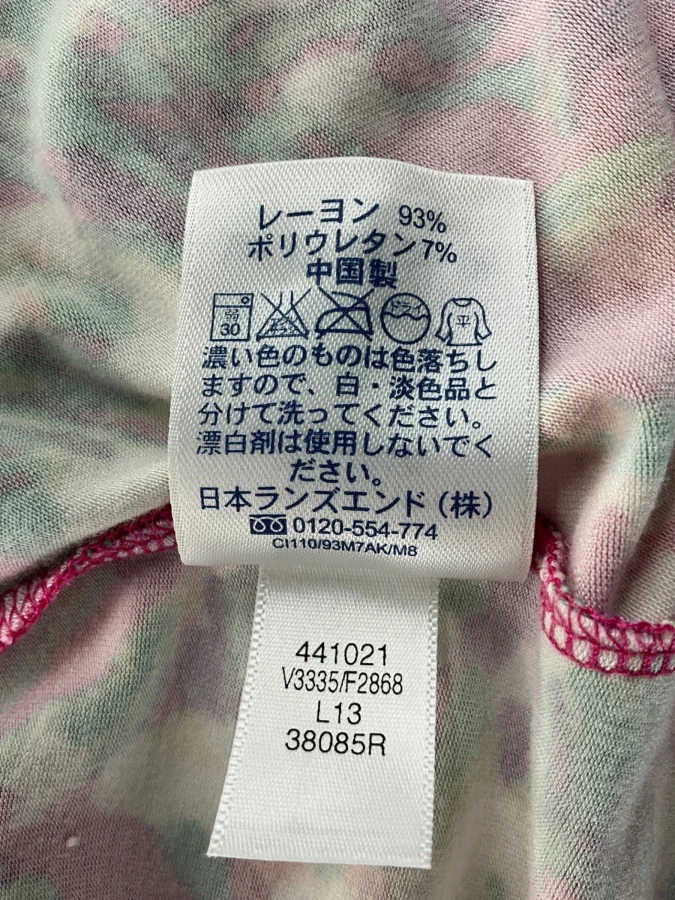 レーヨン 93%
ポリウレタン 7%
中国製
弱 30 ドライ 平
濃い色のものは色落ちし
ますので、白・淡色品と
分けて洗ってください。
漂白剤は使用しないでく
ださい。
日本ランズエンド（株）
0120-554-774
CI110/93M7AK/M8
441021
V3335/F2868
L13
38085R